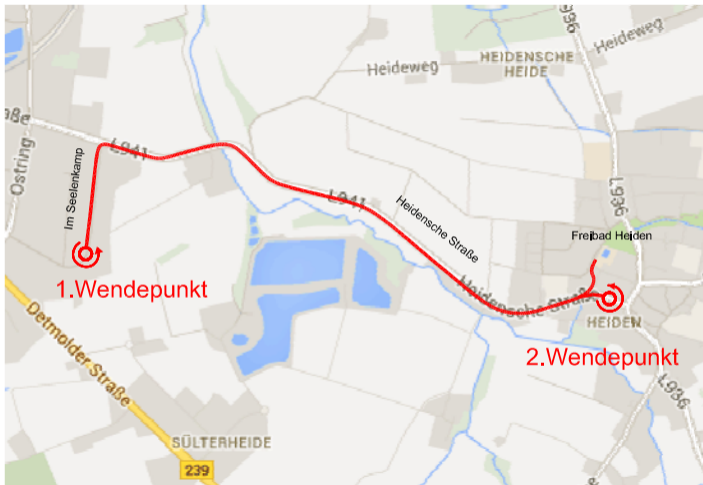 L996
HEIDENSCHE
HEIDE
Heideweg
Heideweg
aße
L941
Ostring
Im Seelenkamp
L941
Heidensche Straße
L936
Freibad Heiden
1.Wendepunkt
Heidensche Straße
HEIDEN
2.Wendepunkt
Detmolder Straße
L936
SÜLTERHEIDE
239